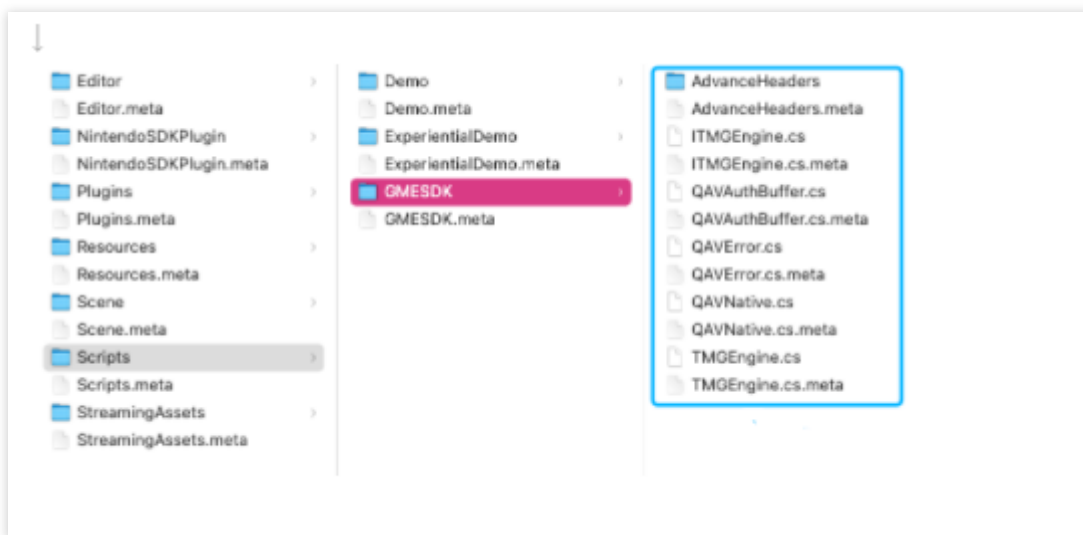 Editor
Editor.meta
NintendoSDKPlugin
NintendoSDKPlugin.meta
Plugins
Plugins.meta
Resources
Resources.meta
Scene
Scene.meta
Scripts
Scripts.meta
StreamingAssets
StreamingAssets.meta
Demo
Demo.meta
ExperientialDemo
ExperientialDemo.meta
GMESDK
GMESDK.meta
AdvanceHeaders
AdvanceHeaders.meta
ITMGEngine.cs
ITMGEngine.cs.meta
QAVAuthBuffer.cs
QAVAuthBuffer.cs.meta
QAVError.cs
QAVError.cs.meta
QAVNative.cs
QAVNative.cs.meta
TMGEngine.cs
TMGEngine.cs.meta